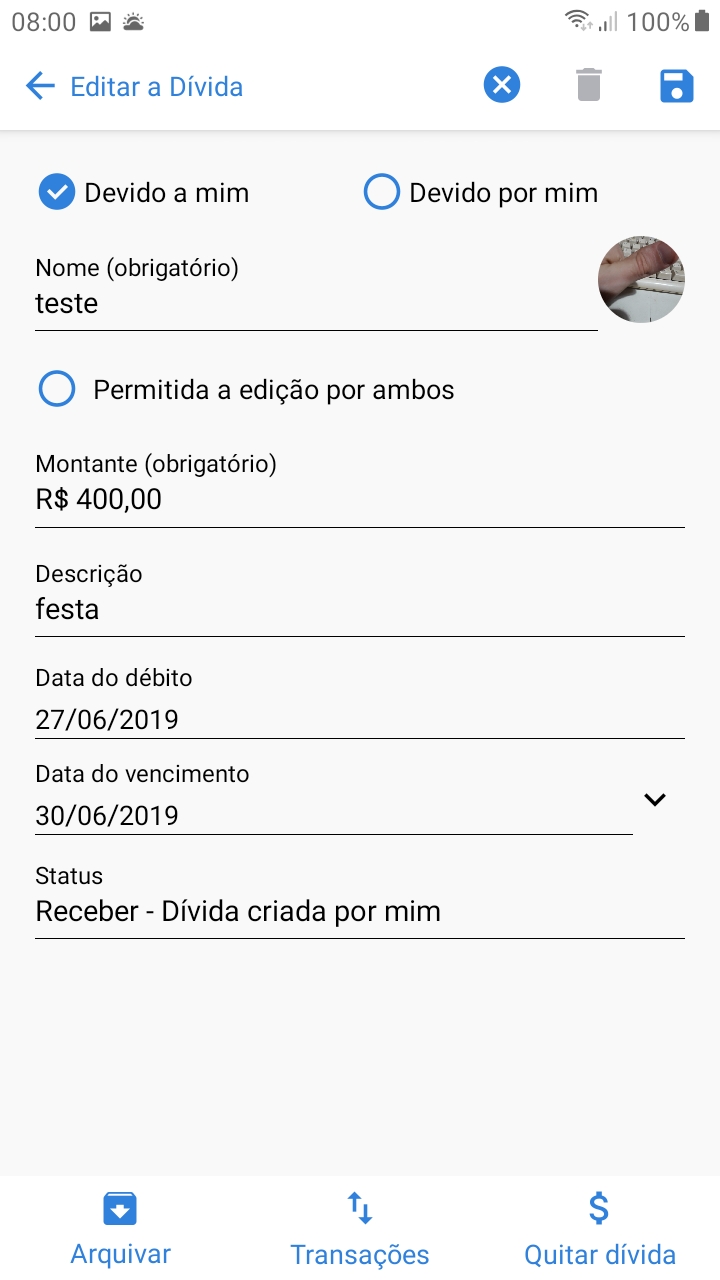 08:00 100%
Editar a Dívida
Devido a mim Devido por mim
Nome (obrigatório)
teste
Permitida a edição por ambos
Montante (obrigatório)
R$ 400,00
Descrição
festa
Data do débito
27/06/2019
Data do vencimento
30/06/2019
Status
Receber - Dívida criada por mim
Arquivar Transações Quitar dívida